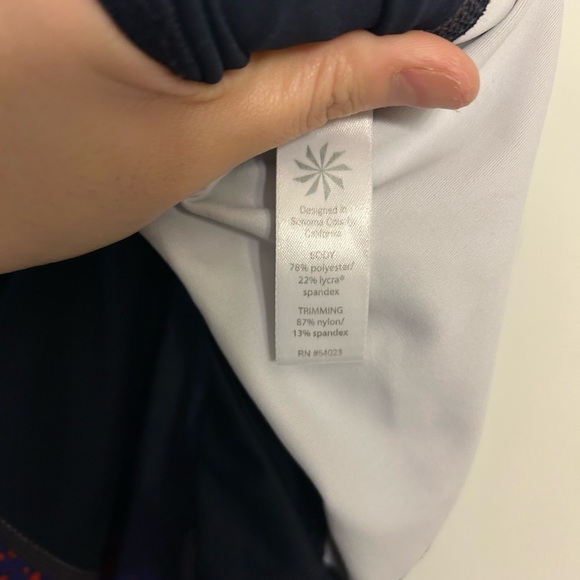 Designed in
Sonoma County,
California
BODY
78% polyester/
22% lycra®
spandex
TRIMMING
87% nylon/
13% spandex
RN #54023